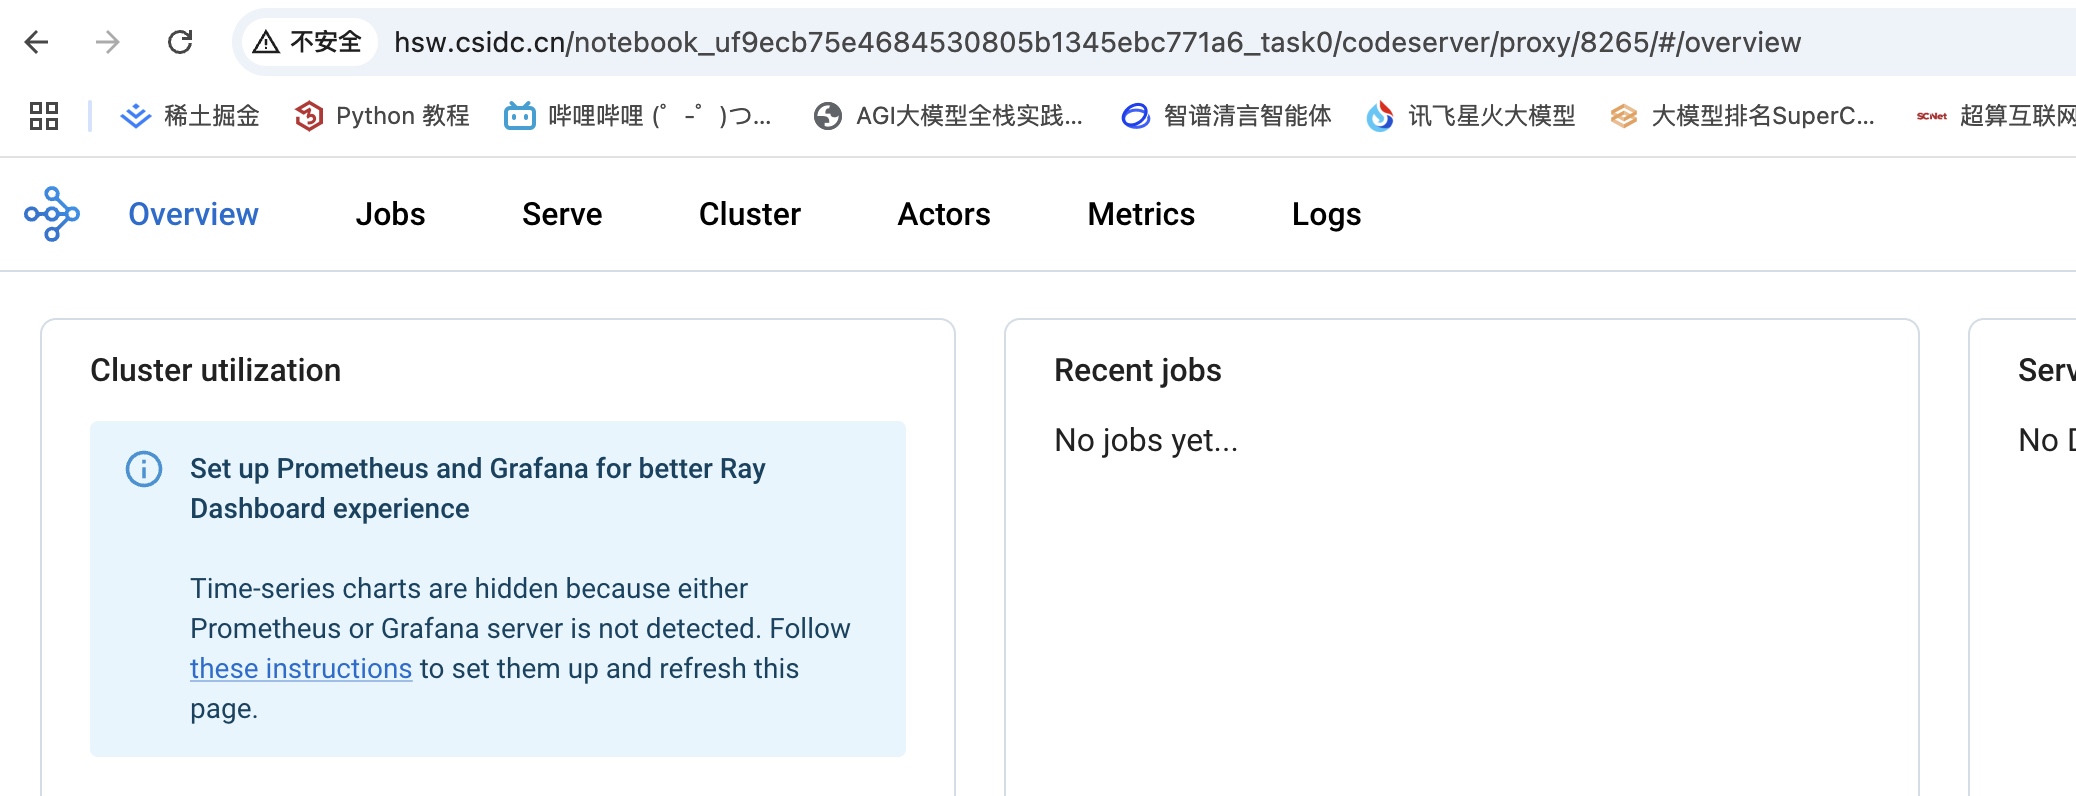 不安全 hsw.csidc.cn/notebook_uf9ecb75e4684530805b1345ebc771a6_task0/codeserver/proxy/8265/#/overview
稀土掘金 Python 教程 哔哩哔哩 (゜-゜)つ... AGI大模型全栈实践... 智谱清言智能体 讯飞星火大模型 大模型排名SuperC... SCNet 超算互联网
Overview Jobs Serve Cluster Actors Metrics Logs
Cluster utilization
Set up Prometheus and Grafana for better Ray
Dashboard experience
Time-series charts are hidden because either
Prometheus or Grafana server is not detected. Follow
these instructions to set them up and refresh this
page.
Recent jobs
No jobs yet...
Serv
No